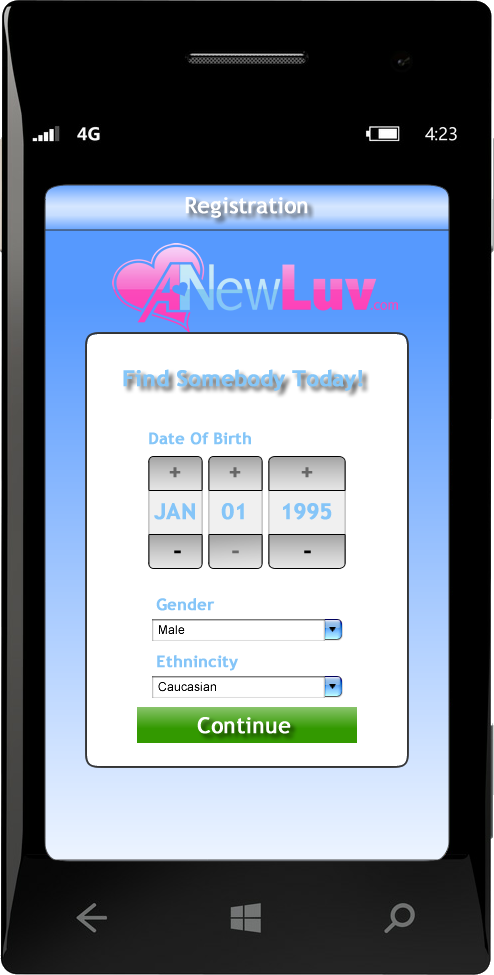 4G 4:23
Registration
ANewLuv.com
Find Somebody Today!
Date Of Birth
+ + +
JAN 01 1995
- - -
Gender
Male
Ethnincity
Caucasian
Continue